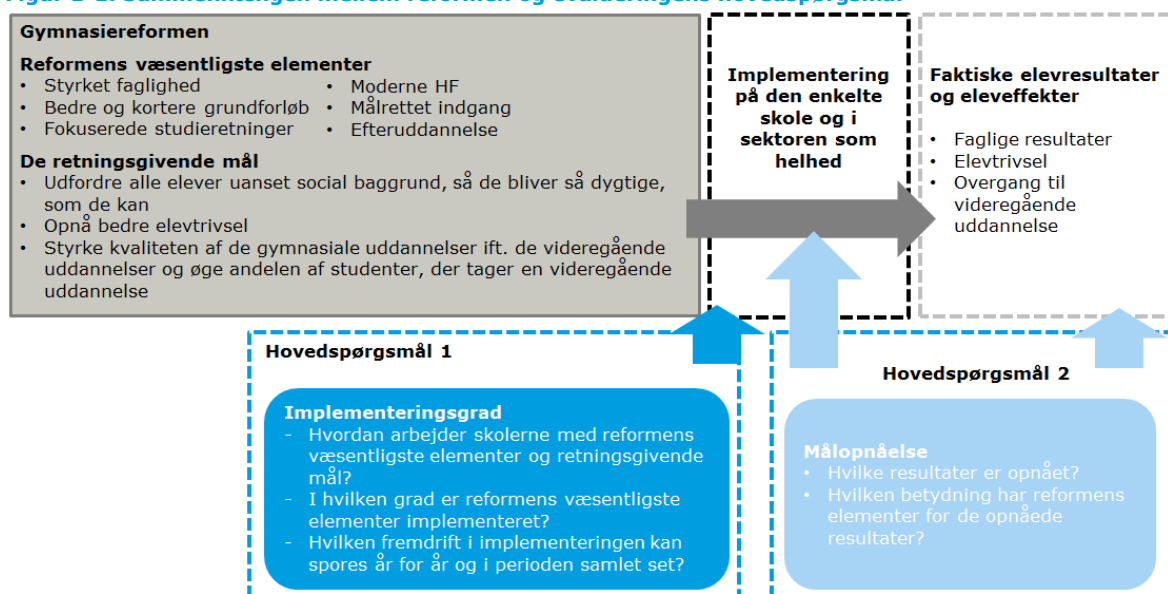 Gymnasiereformen
Reformens væsentligste elementer
• Styrket faglighed
• Bedre og kortere grundforløb
• Fokuserede studieretninger
• Moderne HF
• Målrettet indgang
• Efteruddannelse
De retningsgivende mål
• Udfordre alle elever uanset social baggrund, så de bliver så dygtige,
som de kan
• Opnå bedre elevtrivsel
• Styrke kvaliteten af de gymnasiale uddannelser ift. de videregående
uddannelser og øge andelen af studenter, der tager en videregående
uddannelse
Implementering
på den enkelte
skole og i
sektoren som
helhed
Faktiske elevresultater
og eleveffekter
• Faglige resultater
• Elevtrivsel
• Overgang til
videregående
uddannelse
Hovedspørgsmål 1
Implementeringsgrad
- Hvordan arbejder skolerne med reformens
væsentligste elementer og retningsgivende
mål?
- I hvilken grad er reformens væsentligste
elementer implementeret?
- Hvilken fremdrift i implementeringen kan
spores år for år og i perioden samlet set?
Hovedspørgsmål 2
Målopnåelse
• Hvilke resultater er opnået?
• Hvilken betydning har reformens
elementer for de opnåede
resultater?